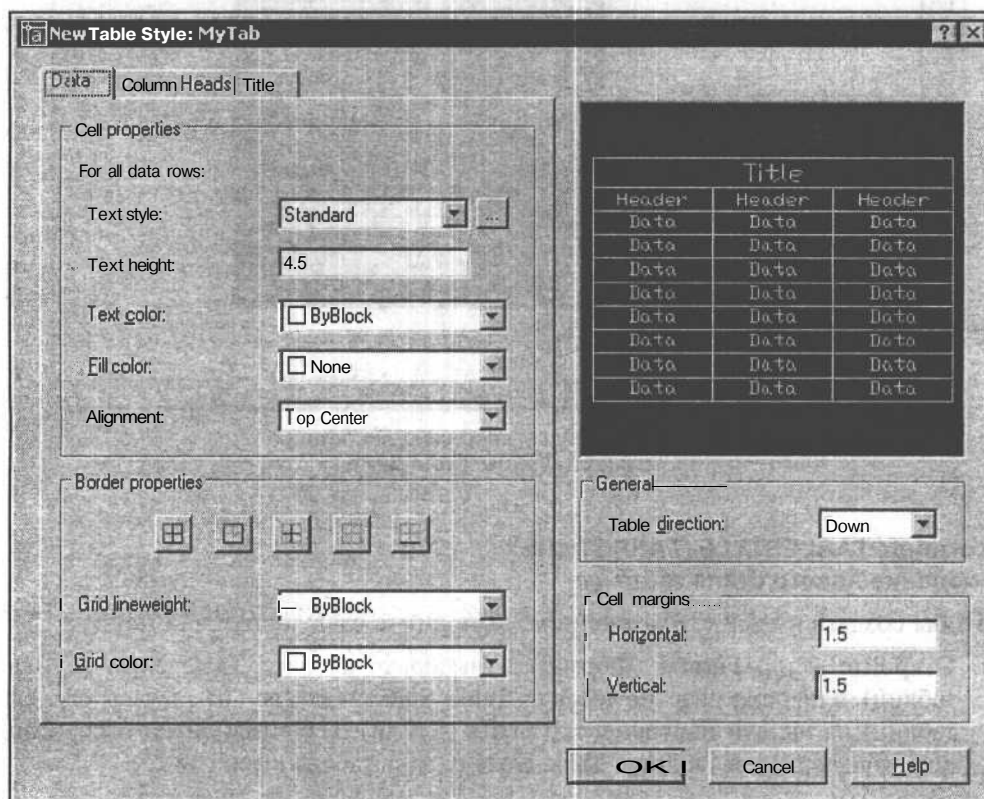 New Table Style: MyTab
Data
Column Heads
Title
Cell properties
For all data rows:
Text style:
Standard
...
Text height:
4.5
Text color:
ByBlock
Fill color:
None
Alignment:
Top Center
Border properties
Grid lineweight:
ByBlock
Grid color:
ByBlock
Title
Header Header Header
Data Data Data
Data Data Data
Data Data Data
Data Data Data
Data Data Data
Data Data Data
Data Data Data
Data Data Data
General
Table direction:
Down
Cell margins
Horizontal:
1.5
Vertical:
1.5
OK
Cancel
Help